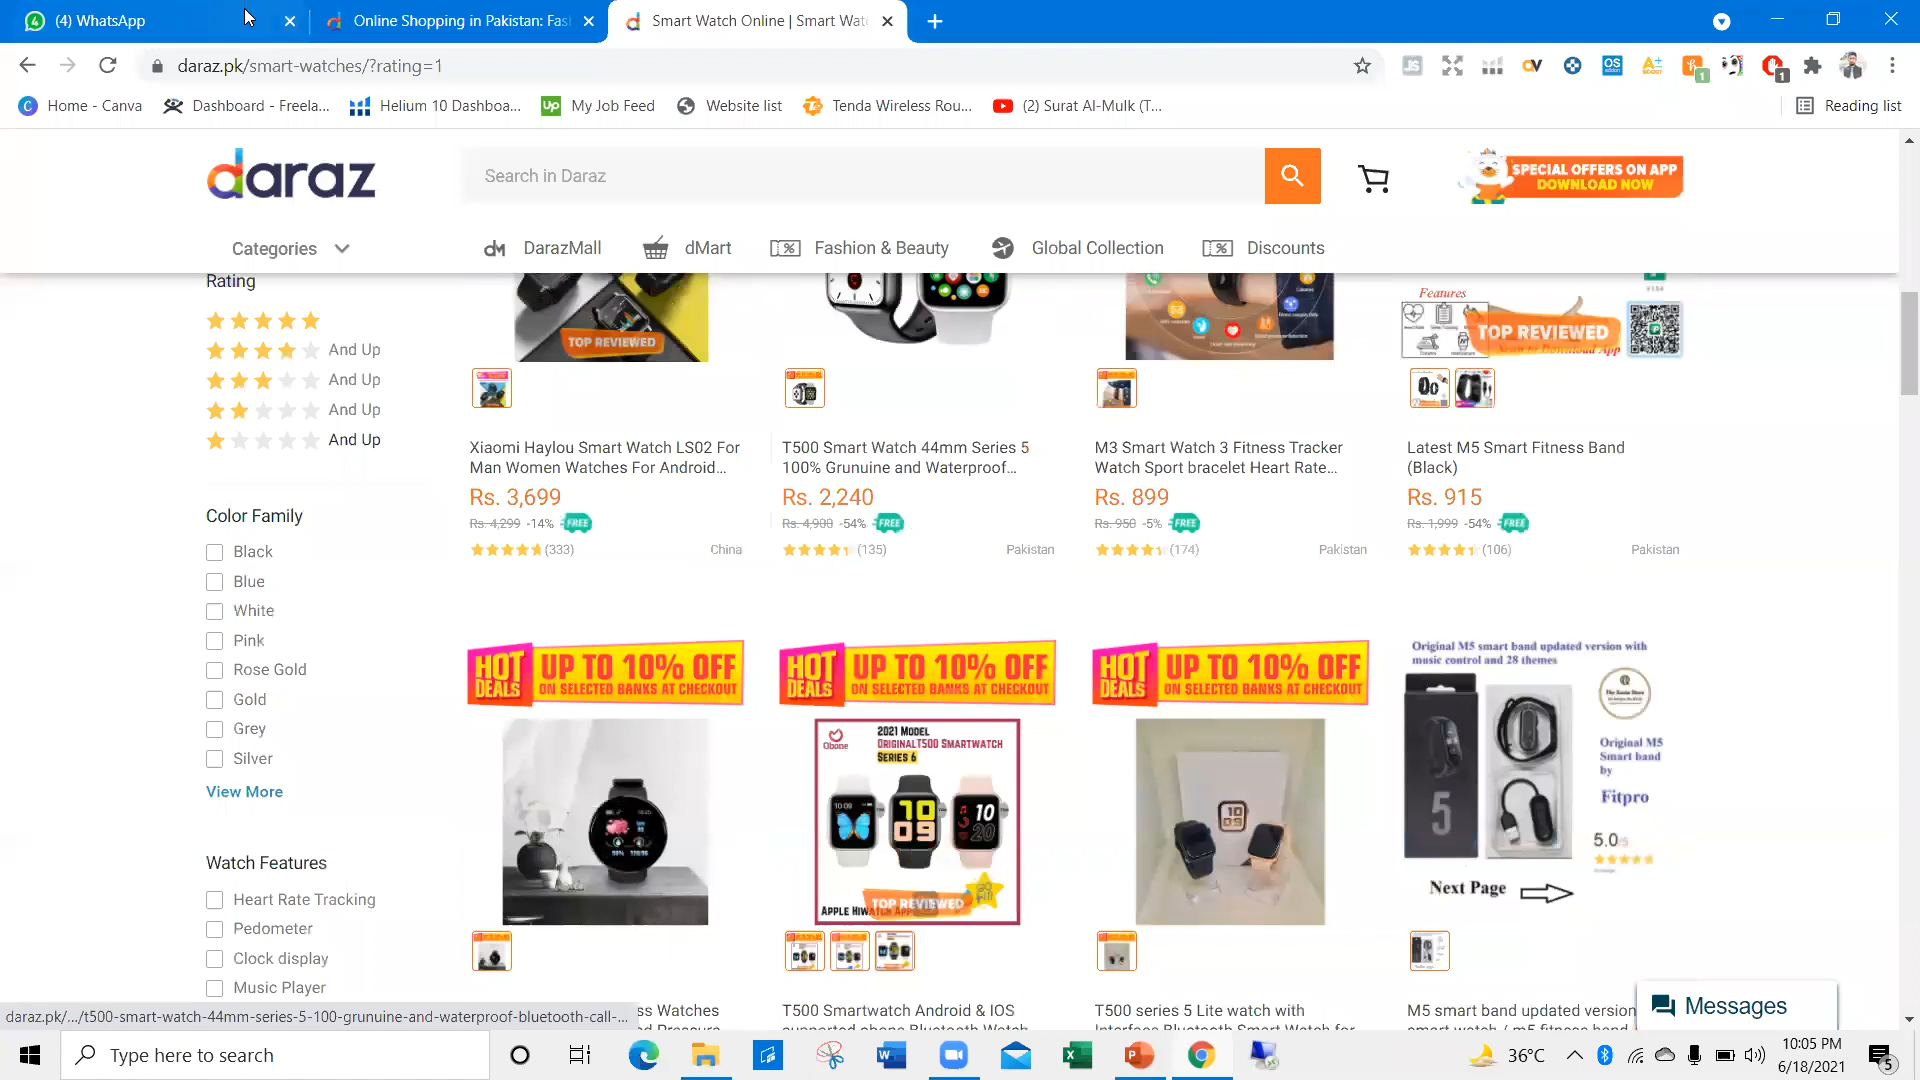 (4) WhatsApp
Online Shopping in Pakistan: Fas
Smart Watch Online | Smart Wat
daraz.pk/smart-watches/?rating=1
Home - Canva
Dashboard - Freela...
Helium 10 Dashboa...
My Job Feed
Website list
Tenda Wireless Rou...
(2) Surat Al-Mulk (T...
Reading list
daraz
Search in Daraz
SPECIAL OFFERS ON APP
DOWNLOAD NOW
Categories
DarazMall
dMart
Fashion & Beauty
Global Collection
Discounts
Rating
And Up
And Up
And Up
And Up
Color Family
Black
Blue
White
Pink
Rose Gold
Gold
Grey
Silver
View More
Watch Features
Heart Rate Tracking
Pedometer
Clock display
Music Player
TOP REVIEWED
Features
TOP REVIEWED
Xiaomi Haylou Smart Watch LS02 For
Man Women Watches For Android...
Rs. 3,699
Rs. 4,299 -14% FREE
(333)
China
T500 Smart Watch 44mm Series 5
100% Grunuine and Waterproof...
Rs. 2,240
Rs. 4,900 -54% FREE
(135)
Pakistan
M3 Smart Watch 3 Fitness Tracker
Watch Sport bracelet Heart Rate...
Rs. 899
Rs. 950 -5% FREE
(174)
Pakistan
Latest M5 Smart Fitness Band
(Black)
Rs. 915
Rs. 1,999 -54% FREE
(106)
Pakistan
HOT DEALS
UP TO 10% OFF
ON SELECTED BANKS AT CHECKOUT
HOT DEALS
UP TO 10% OFF
ON SELECTED BANKS AT CHECKOUT
HOT DEALS
UP TO 10% OFF
ON SELECTED BANKS AT CHECKOUT
Original M5 smart band updated version with
music control and 28 themes
2021 MODEL
ORIGINALT500 SMARTWATCH
SERIES 6
Obone
TOP REVIEWED
Original M5
Smart band
by
Fitpro
5.0/5
Next Page
ss Watches
T500 Smartwatch Android & IOS
T500 series 5 Lite watch with
M5 smart band updated version
Messages
daraz.pk/.../t500-smart-watch-44mm-series-5-100-grunuine-and-waterproof-bluetooth-call-...
Type here to search
36°C
10:05 PM
6/18/2021
5